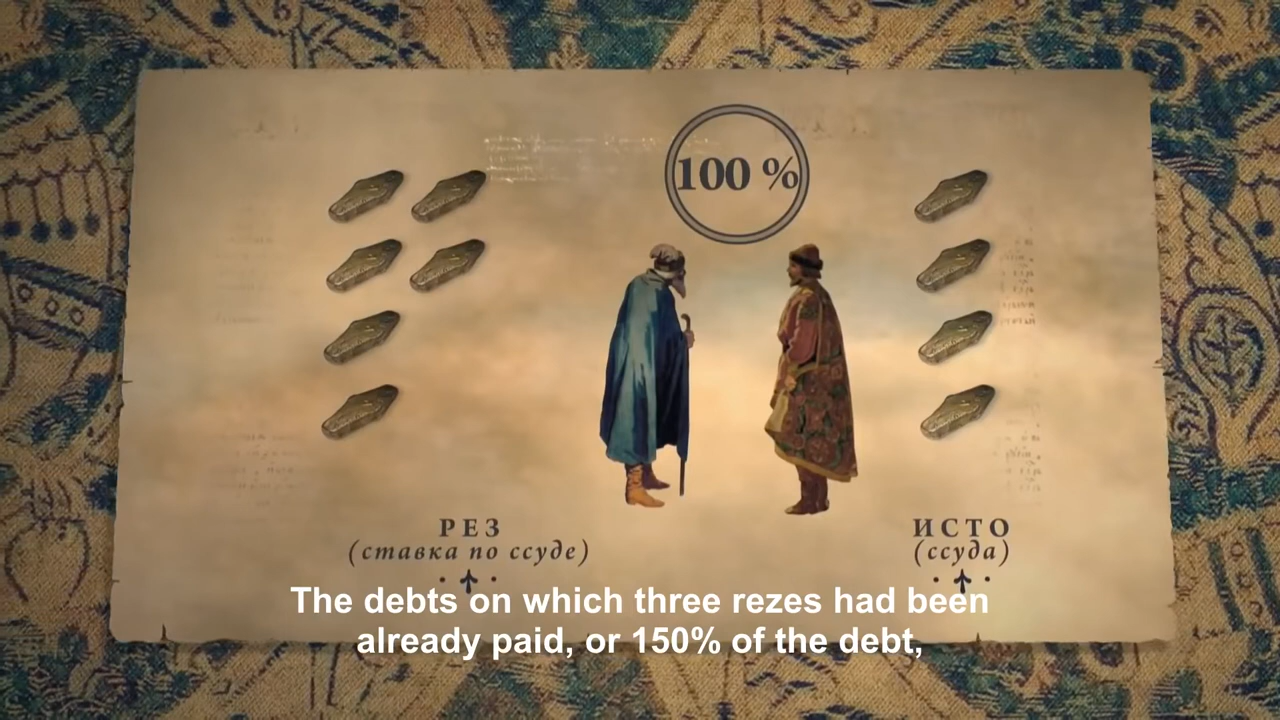 100 %
РЕЗ
(ставка по ссуде)
ИСТО
(ссуда)
The debts on which three rezes had been
already paid, or 150% of the debt,